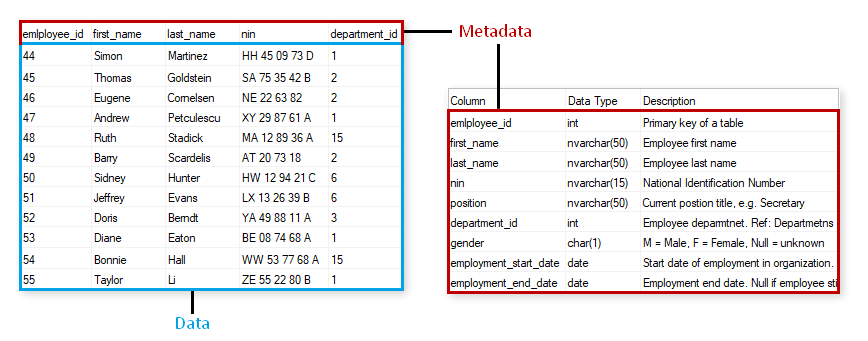 emlployee_id first_name last_name nin department_id
44 Simon Martinez HH 45 09 73 D 1
45 Thomas Goldstein SA 75 35 42 B 2
46 Eugene Cornelsen NE 22 63 82 2
47 Andrew Petculescu XY 29 87 61 A 1
48 Ruth Stadick MA 12 89 36 A 15
49 Barry Scardelis AT 20 73 18 2
50 Sidney Hunter HW 12 94 21 C 6
51 Jeffrey Evans LX 13 26 39 B 6
52 Doris Berndt YA 49 88 11 A 3
53 Diane Eaton BE 08 74 68 A 1
54 Bonnie Hall WW 53 77 68 A 15
55 Taylor Li ZE 55 22 80 B 1
Data
Metadata
Column Data Type Description
emlployee_id int Primary key of a table
first_name nvarchar(50) Employee first name
last_name nvarchar(50) Employee last name
nin nvarchar(15) National Identification Number
position nvarchar(50) Current postion title, e.g. Secretary
department_id int Employee depamtnet. Ref: Departmetns
gender char(1) M = Male, F = Female, Null = unknown
employment_start_date date Start date of employment in organization.
employment_end_date date Employment end date. Null if employee sti